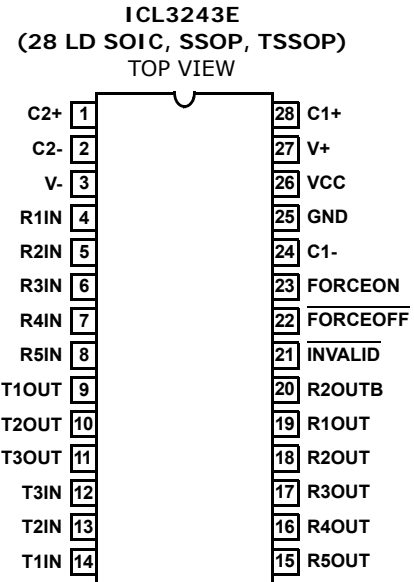 ICL3243E
(28 LD SOIC, SSOP, TSSOP)
TOP VIEW
C2+ 1 28 C1+
C2- 2 27 V+
V- 3 26 VCC
R1IN 4 25 GND
R2IN 5 24 C1-
R3IN 6 23 FORCEON
R4IN 7 22 FORCEOFF
R5IN 8 21 INVALID
T1OUT 9 20 R2OUTB
T2OUT 10 19 R1OUT
T3OUT 11 18 R2OUT
T3IN 12 17 R3OUT
T2IN 13 16 R4OUT
T1IN 14 15 R5OUT